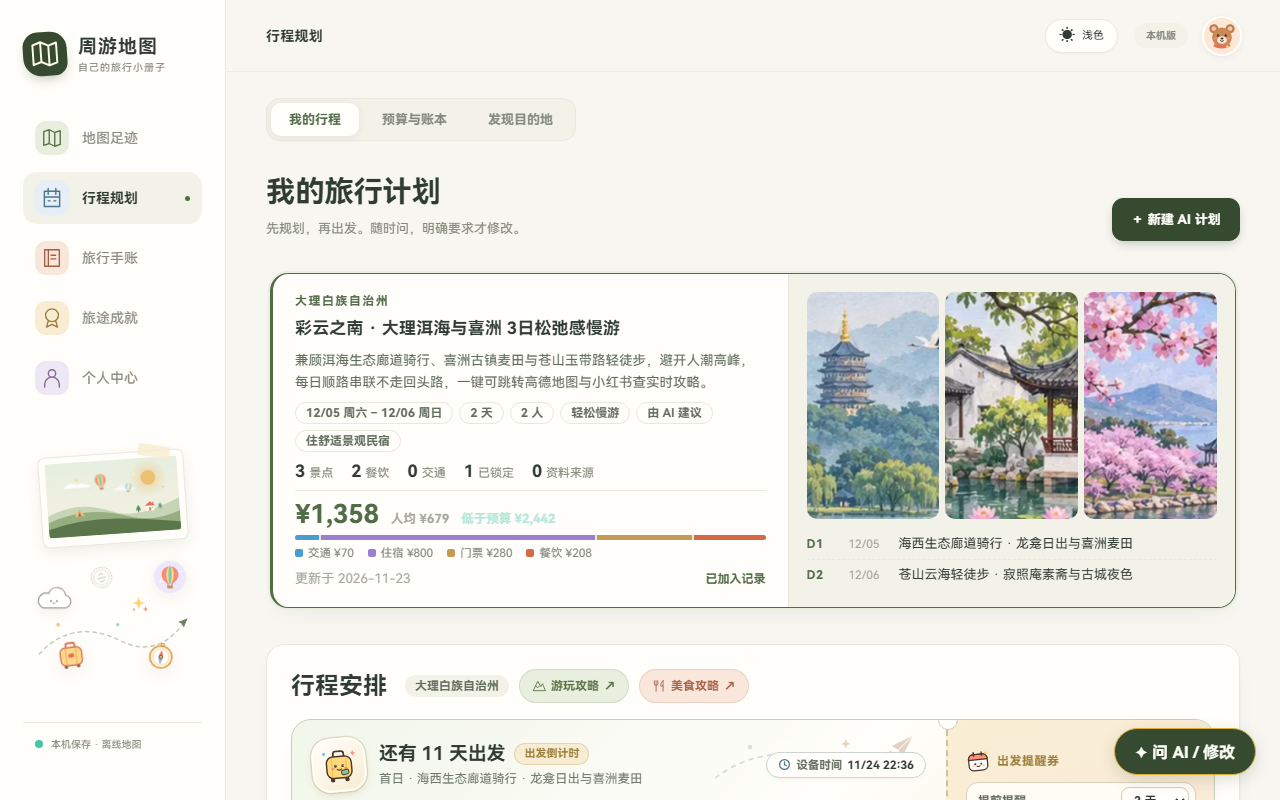 周游地图
自己的旅行小册子
地图足迹
行程规划
旅行手账
旅途成就
个人中心
本机保存 · 离线地图
行程规划
浅色
本机版
我的行程
预算与账本
发现目的地
我的旅行计划
先规划，再出发。随时问，明确要求才修改。
+ 新建 AI 计划
大理白族自治州
彩云之南 · 大理洱海与喜洲 3日松弛感慢游
兼顾洱海生态廊道骑行、喜洲古镇麦田与苍山玉带路轻徒步，避开人潮高峰，
每日顺路串联不走回头路，一键可跳转高德地图与小红书查实时攻略。
12/05 周六 – 12/06 周日
2 天
2 人
轻松慢游
由 AI 建议
住舒适景观民宿
3 景点
2 餐饮
0 交通
1 已锁定
0 资料来源
¥1,358 人均 ¥679 低于预算 ¥2,442
交通 ¥70
住宿 ¥800
门票 ¥280
餐饮 ¥208
更新于 2026-11-23
已加入记录
D1 12/05 海西生态廊道骑行 · 龙龛日出与喜洲麦田
D2 12/06 苍山云海轻徒步 · 寂照庵素斋与古城夜色
行程安排
大理白族自治州
游玩攻略 ↗
美食攻略 ↗
还有 11 天出发
出发倒计时
首日 · 海西生态廊道骑行 · 龙龛日出与喜洲麦田
设备时间 11/24 22:36
出发提醒券
✦ 问 AI / 修改